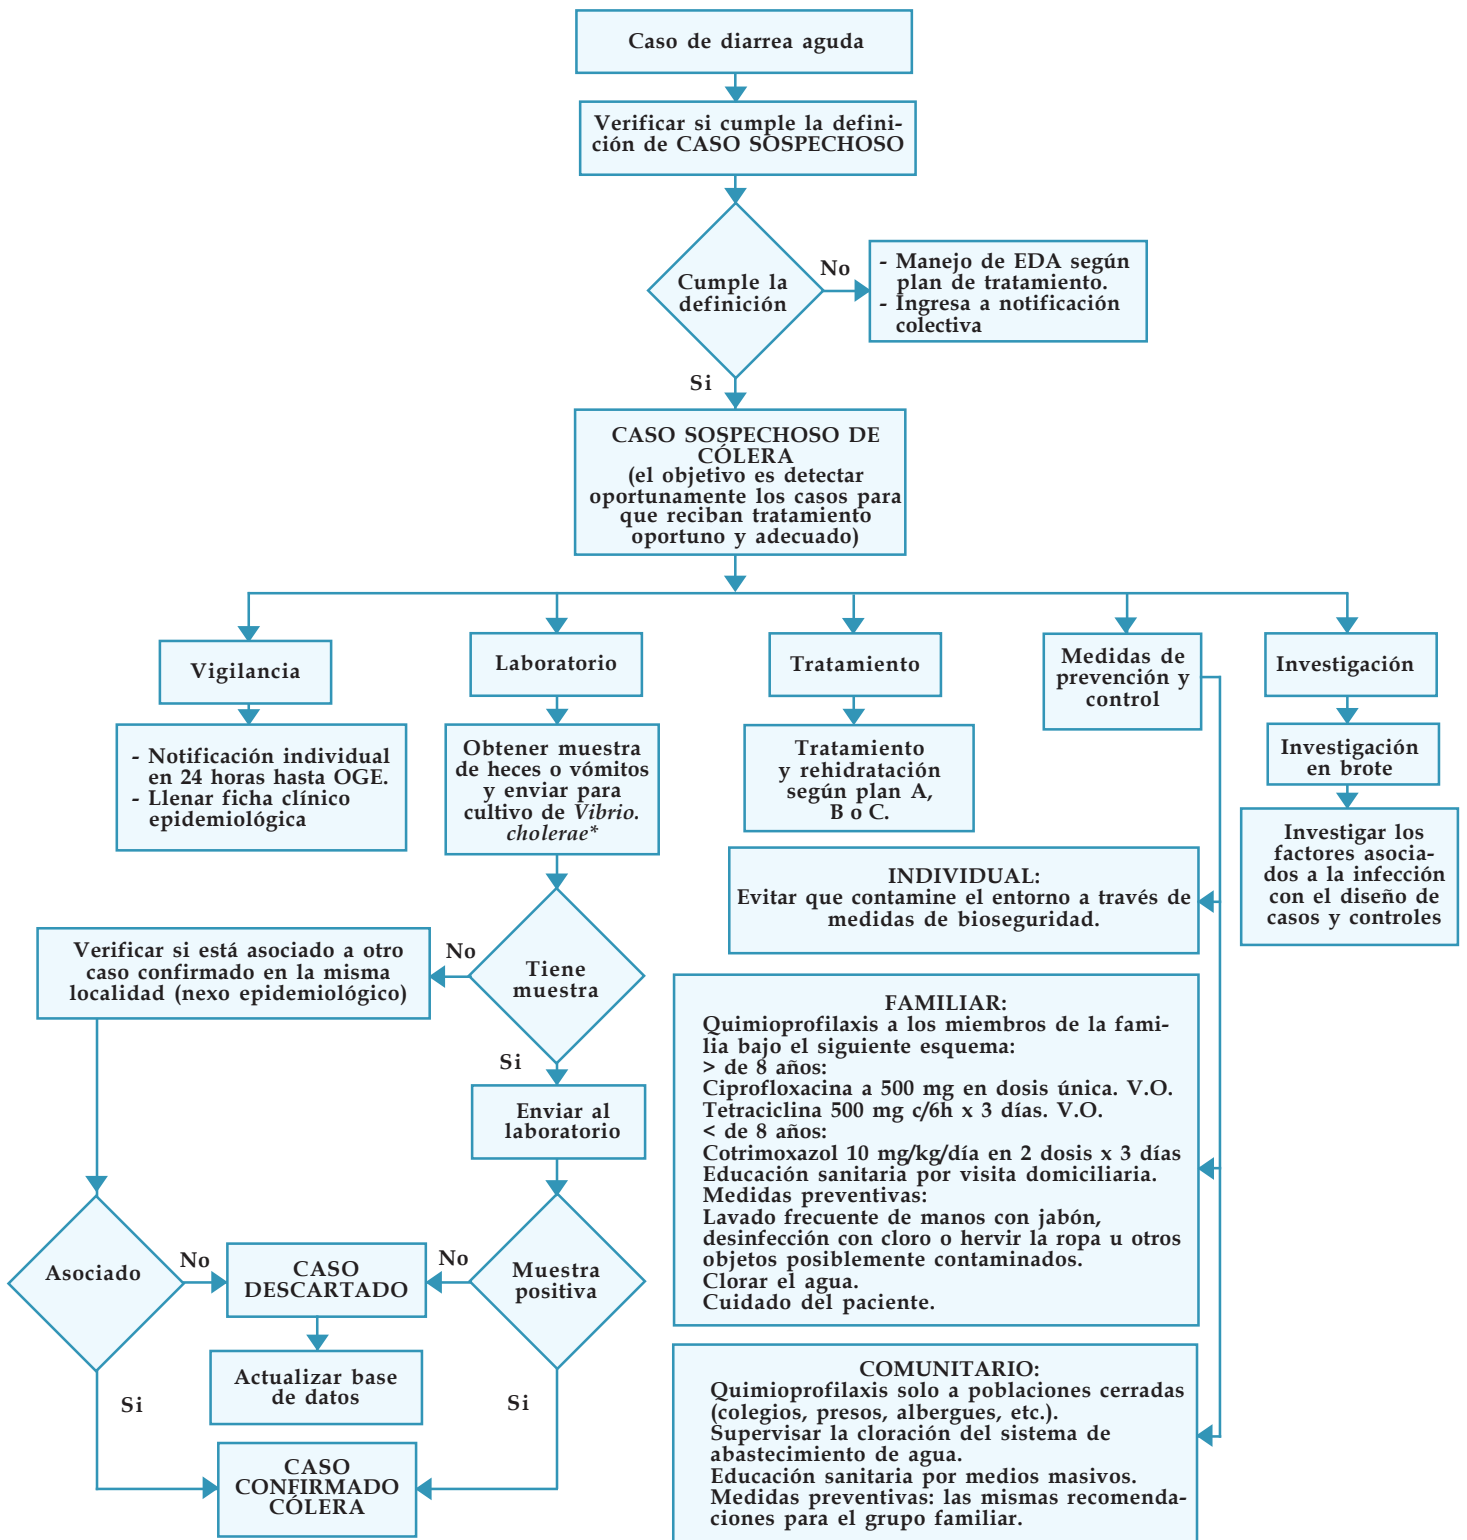 Caso de diarrea aguda
Verificar si cumple la defini-
ción de CASO SOSPECHOSO
Cumple la
definición
No
- Manejo de EDA según
plan de tratamiento.
- Ingresa a notificación
colectiva
Si
CASO SOSPECHOSO DE
CÓLERA
(el objetivo es detectar
oportunamente los casos para
que reciban tratamiento
oportuno y adecuado)
Vigilancia
- Notificación individual
en 24 horas hasta OGE.
- Llenar ficha clínico
epidemiológica
Laboratorio
Obtener muestra
de heces o vómitos
y enviar para
cultivo de Vibrio.
cholerae*
Tratamiento
Tratamiento
y rehidratación
según plan A,
B o C.
Medidas de
prevención y
control
Investigación
Investigación
en brote
Investigar los
factores asocia-
dos a la infección
con el diseño de
casos y controles
INDIVIDUAL:
Evitar que contamine el entorno a través de
medidas de bioseguridad.
Verificar si está asociado a otro
caso confirmado en la misma
localidad (nexo epidemiológico)
No
Tiene
muestra
Si
Enviar al
laboratorio
FAMILIAR:
Quimioprofilaxis a los miembros de la fami-
lia bajo el siguiente esquema:
> de 8 años:
Ciprofloxacina a 500 mg en dosis única. V.O.
Tetraciclina 500 mg c/6h x 3 días. V.O.
< de 8 años:
Cotrimoxazol 10 mg/kg/día en 2 dosis x 3 días
Educación sanitaria por visita domiciliaria.
Medidas preventivas:
Lavado frecuente de manos con jabón,
desinfección con cloro o hervir la ropa u otros
objetos posiblemente contaminados.
Clorar el agua.
Cuidado del paciente.
Asociado
No
CASO
DESCARTADO
No
Muestra
positiva
Actualizar base
de datos
Si
Si
CASO
CONFIRMADO
CÓLERA
COMUNITARIO:
Quimioprofilaxis solo a poblaciones cerradas
(colegios, presos, albergues, etc.).
Supervisar la cloración del sistema de
abastecimiento de agua.
Educación sanitaria por medios masivos.
Medidas preventivas: las mismas recomenda-
ciones para el grupo familiar.